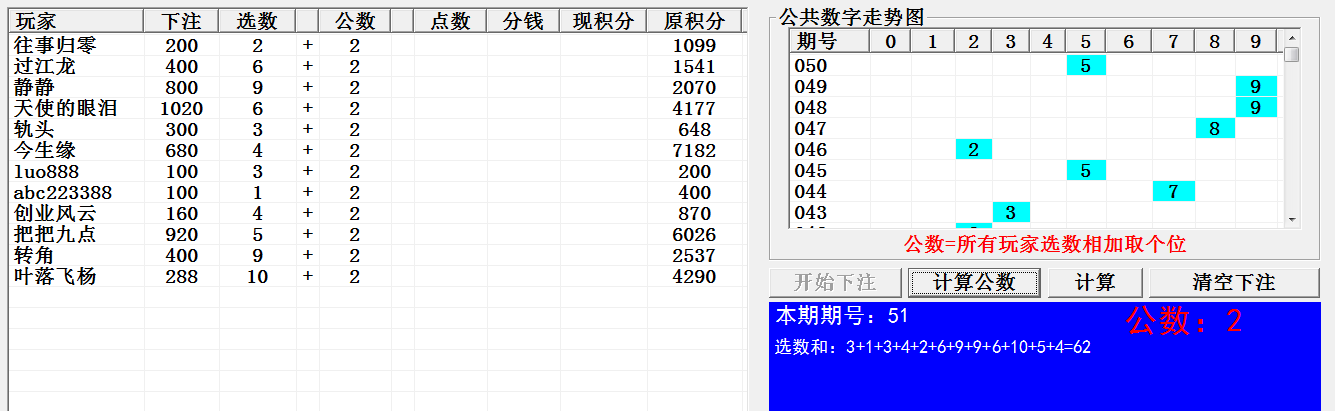 玩家 下注 选数 公数 点数 分钱 现积分 原积分
往事归零 200 2 + 2 1099
过江龙 400 6 + 2 1541
静静 800 9 + 2 2070
天使的眼泪 1020 6 + 2 4177
轨头 300 3 + 2 648
今生缘 680 4 + 2 7182
luo888 100 3 + 2 200
abc223388 100 1 + 2 400
创业风云 160 4 + 2 870
把把九点 920 5 + 2 6026
转角 400 9 + 2 2537
叶落飞杨 288 10 + 2 4290
公共数字走势图
期号 0 1 2 3 4 5 6 7 8 9
050 5
049 9
048 9
047 8
046 2
045 5
044 7
043 3
公数=所有玩家选数相加取个位
开始下注 计算公数 计算 清空下注
本期期号：51
公数：2
选数和：3+1+3+4+2+6+9+9+6+10+5+4=62